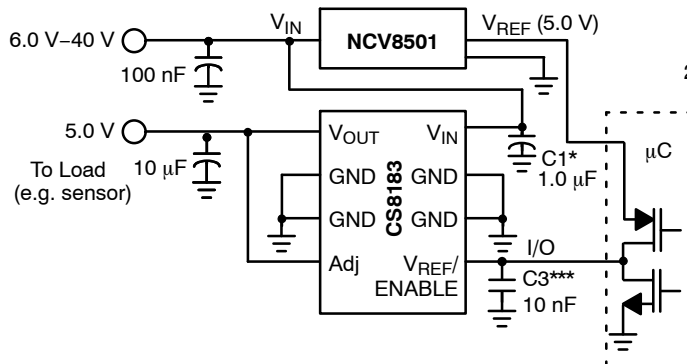 6.0 V–40 V
V_IN
NCV8501
V_REF (5.0 V)
100 nF
2
5.0 V
V_OUT
V_IN
C1*
1.0 μF
μC
To Load
(e.g. sensor)
10 μF
GND
GND
GND
GND
CS8183
I/O
Adj
V_REF/
ENABLE
C3***
10 nF